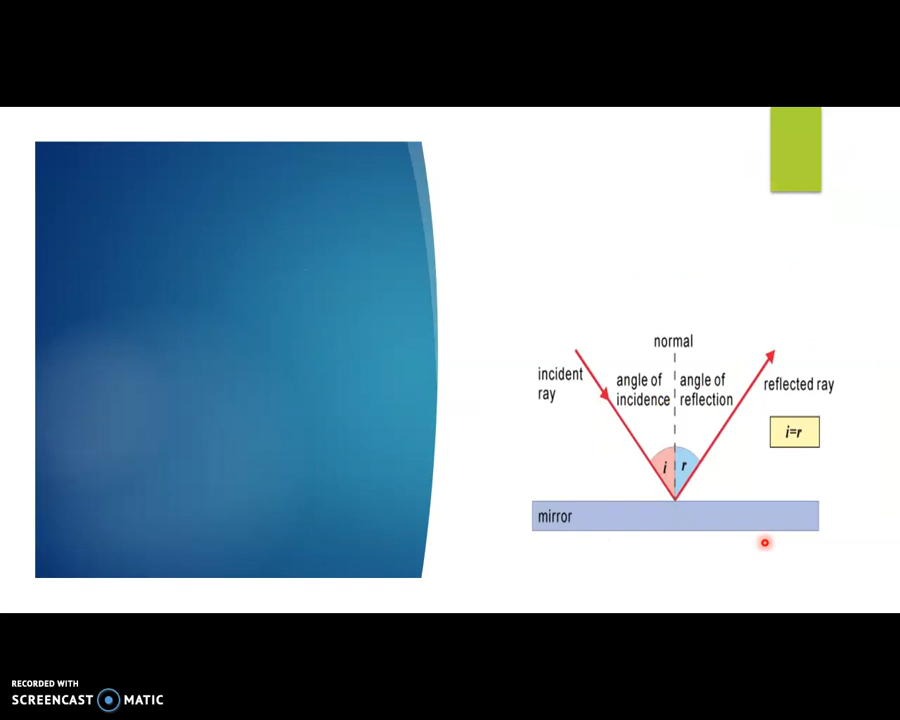 normal
incident
ray
angle of
incidence
angle of
reflection
reflected ray
i=r
i
r
mirror
RECORDED WITH
SCREENCAST MATIC